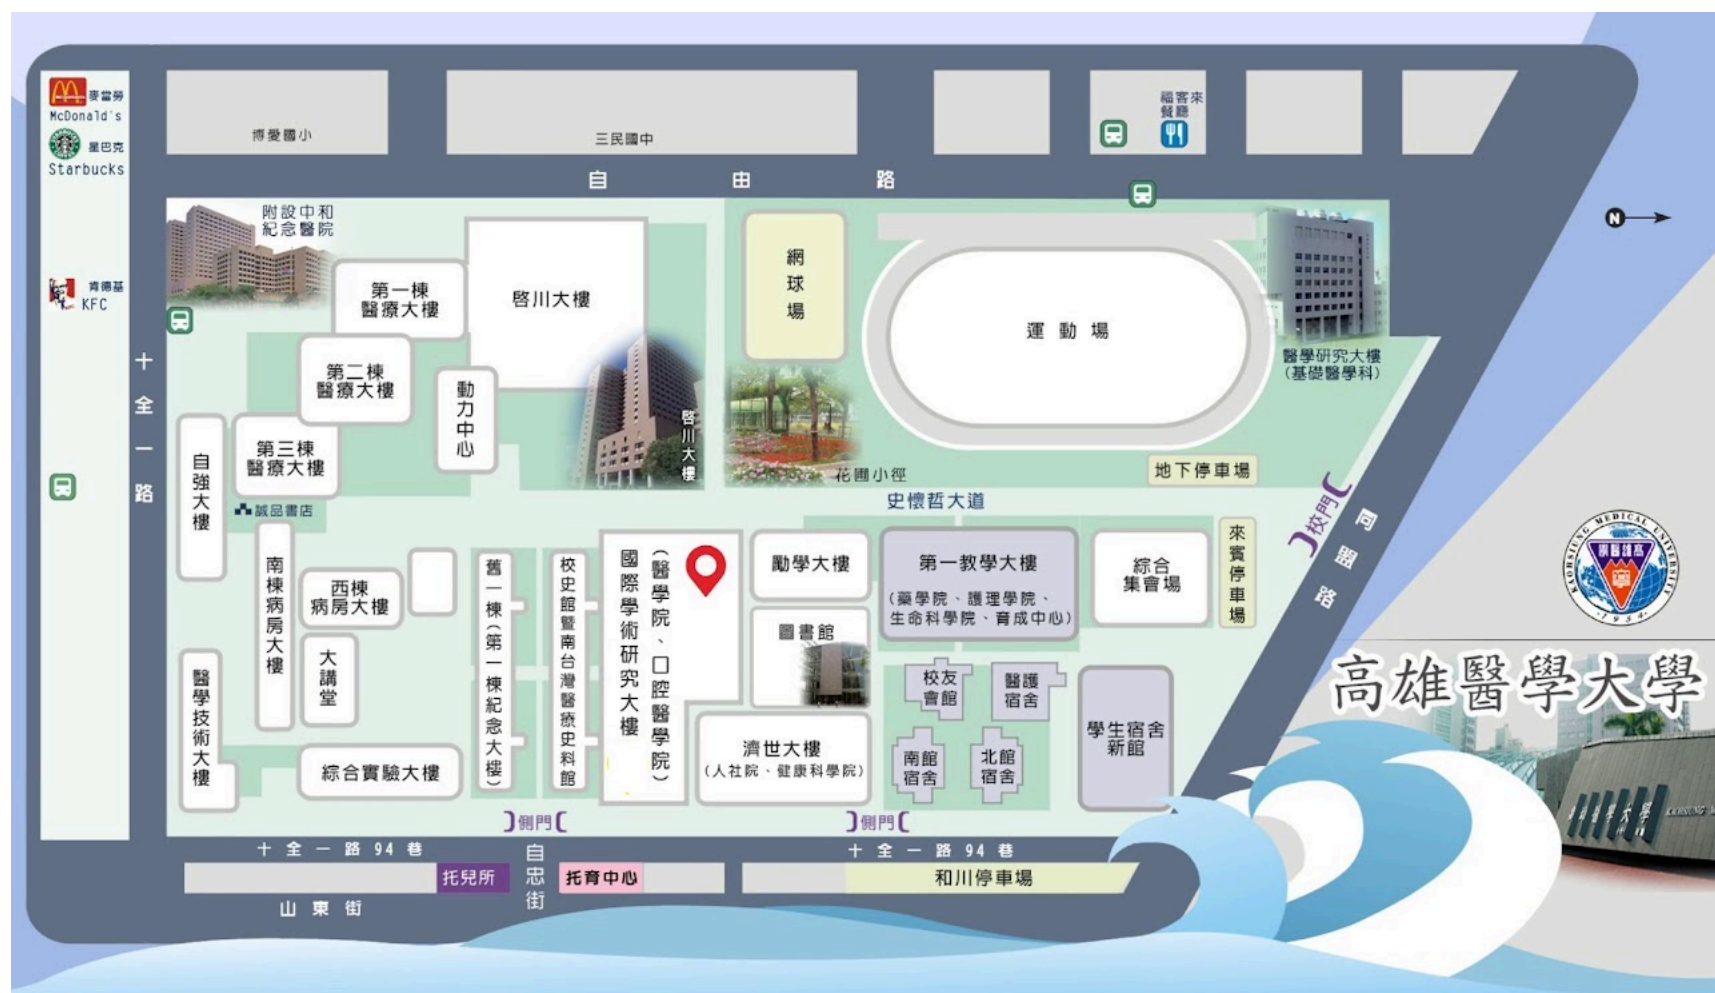 麥當勞
McDonald's
星巴克
Starbucks
肯德基
KFC
博愛國小
三民國中
福客來
餐廳
自由路
N
十全一路
附設中和
紀念醫院
第一棟
醫療大樓
啓川大樓
網球場
運動場
醫學研究大樓
(基礎醫學科)
第二棟
醫療大樓
動力中心
啓川大樓
花圃小徑
自強大樓
第三棟
醫療大樓
地下停車場
誠品書店
史懷哲大道
校門
同盟路
南棟病房大樓
西棟
病房大樓
大講堂
舊一棟(第一棟紀念大樓)
校史館暨南台灣醫療史料館
國際學術研究大樓
(醫學院、口腔醫學院)
勵學大樓
第一教學大樓
(藥學院、護理學院、
生命科學院、育成中心)
綜合
集會場
來賓停車場
圖書館
校友
會館
醫護
宿舍
南館
宿舍
北館
宿舍
學生宿舍
新館
醫學技術大樓
綜合實驗大樓
濟世大樓
(人社院、健康科學院)
側門
側門
十全一路94巷
十全一路94巷
自忠街
托兒所
托育中心
和川停車場
山東街
KAOHSIUNG MEDICAL UNIVERSITY
高雄醫學
1954
高雄醫學大學